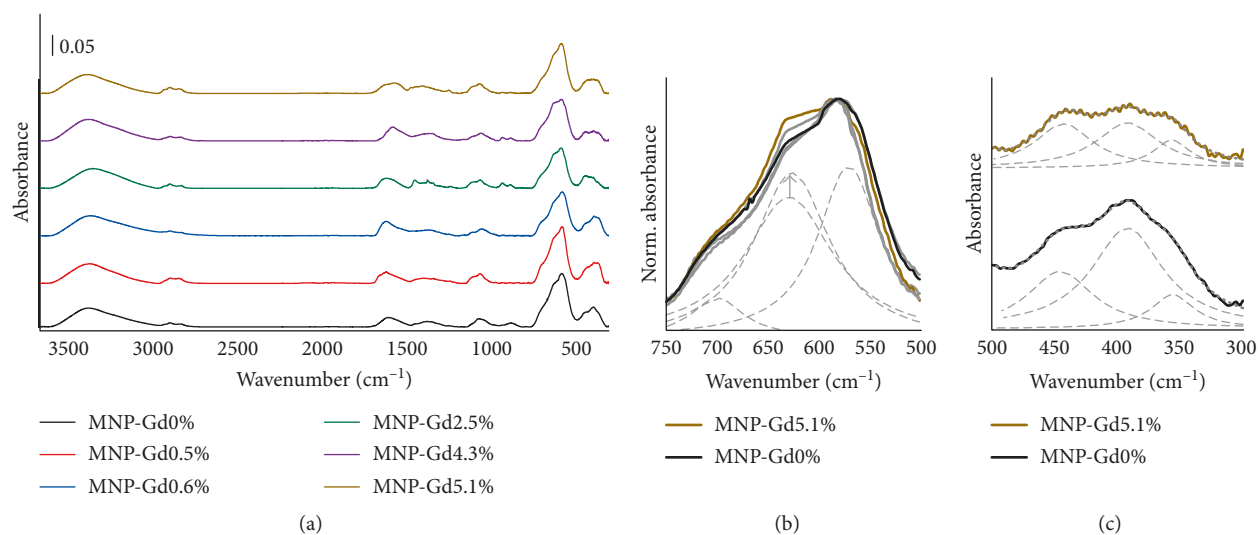 0.05
Absorbance
3500 3000 2500 2000 1500 1000 500
Wavenumber (cm⁻¹)
MNP-Gd0%
MNP-Gd0.5%
MNP-Gd0.6%
MNP-Gd2.5%
MNP-Gd4.3%
MNP-Gd5.1%
(a)
Norm. absorbance
750 700 650 600 550 500
Wavenumber (cm⁻¹)
MNP-Gd5.1%
MNP-Gd0%
(b)
Absorbance
500 450 400 350 300
Wavenumber (cm⁻¹)
MNP-Gd5.1%
MNP-Gd0%
(c)